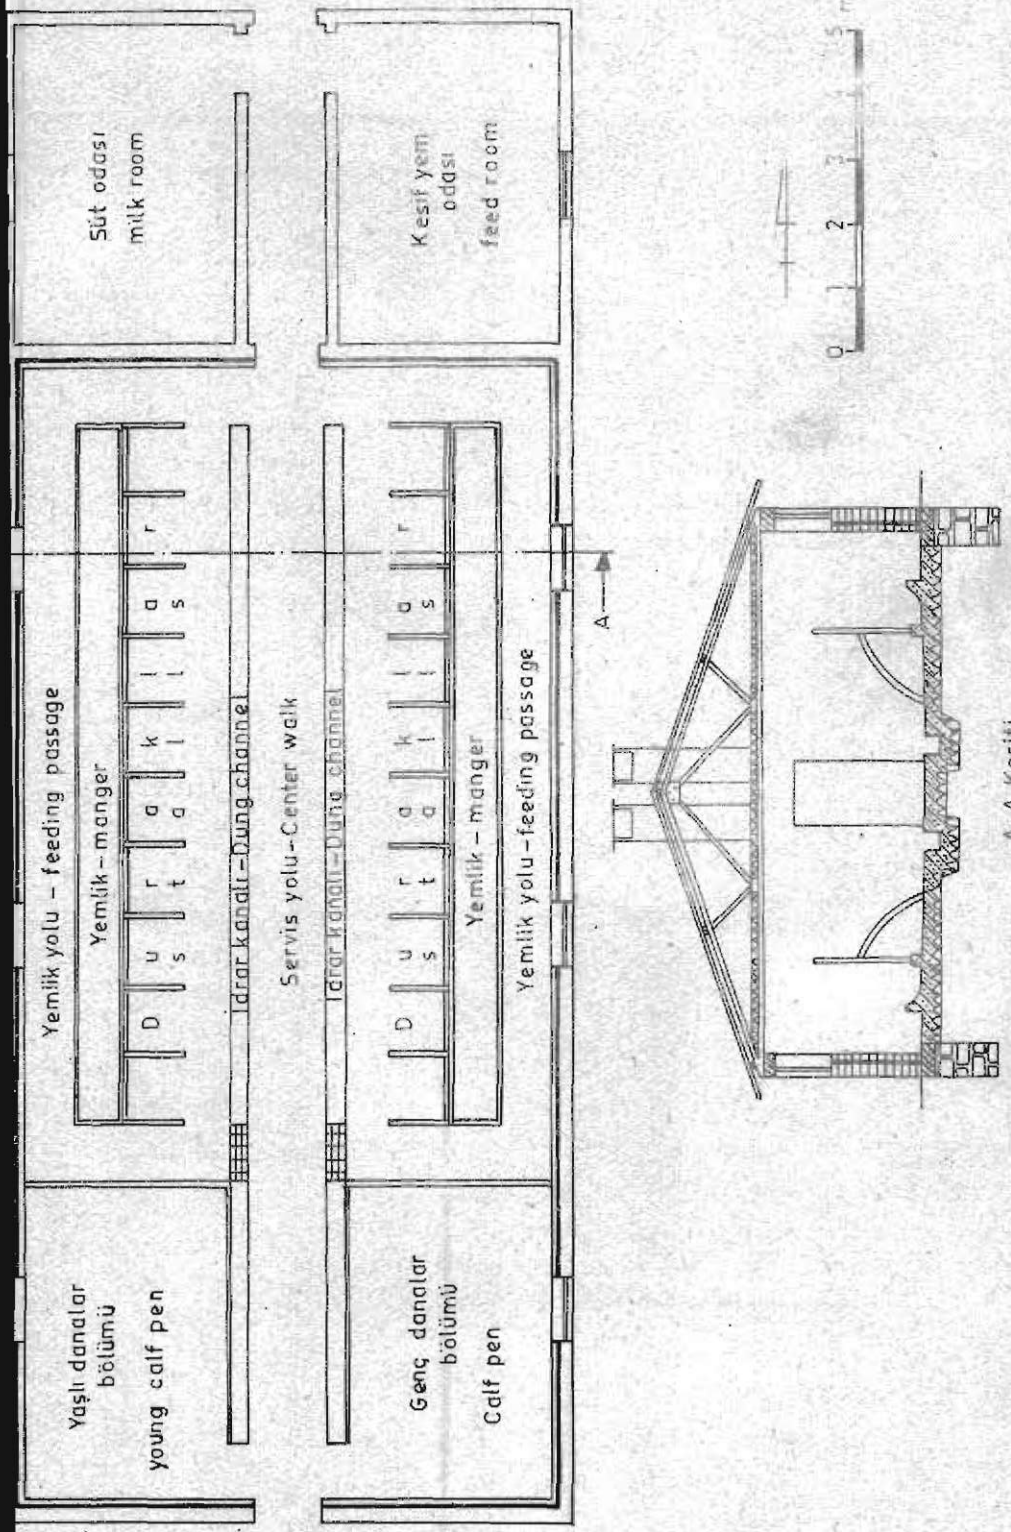 Süt odası
milk room
Kesif yem
odası
feed room
Yemlik yolu - feeding passage
Yemlik - manger
D u r a k l a r
s t a l l s
İdrar kanalı-Dung channel
Servis yolu-Center walk
İdrar kanalı-Dung channel
D u r a k l a r
s t a l l s
Yemlik - manger
Yemlik yolu-feeding passage
Yaşlı danalar
bölümü
young calf pen
Genç danalar
bölümü
Calf pen
A
0 1 2 3 4 5 m
A-A Kesiti